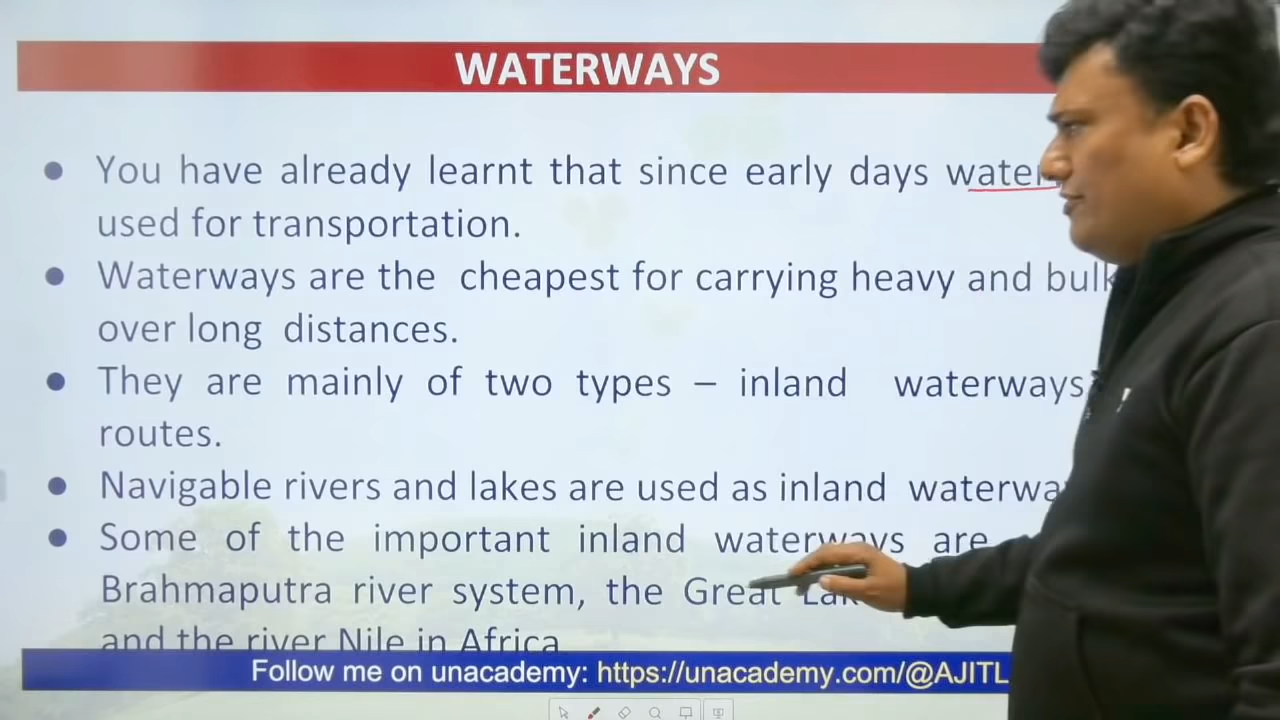 WATERWAYS
● You have already learnt that since early days
used for transportation.
● Waterways are the cheapest for carrying heavy and
over long distances.
● They are mainly of two types – inland waterways
routes.
● Navigable rivers and lakes are used as inland
● Some of the important inland waterways are
Brahmaputra river system, the Great
and the river Nile in Africa
Follow me on unacademy: https://unacademy.com/@AJITL